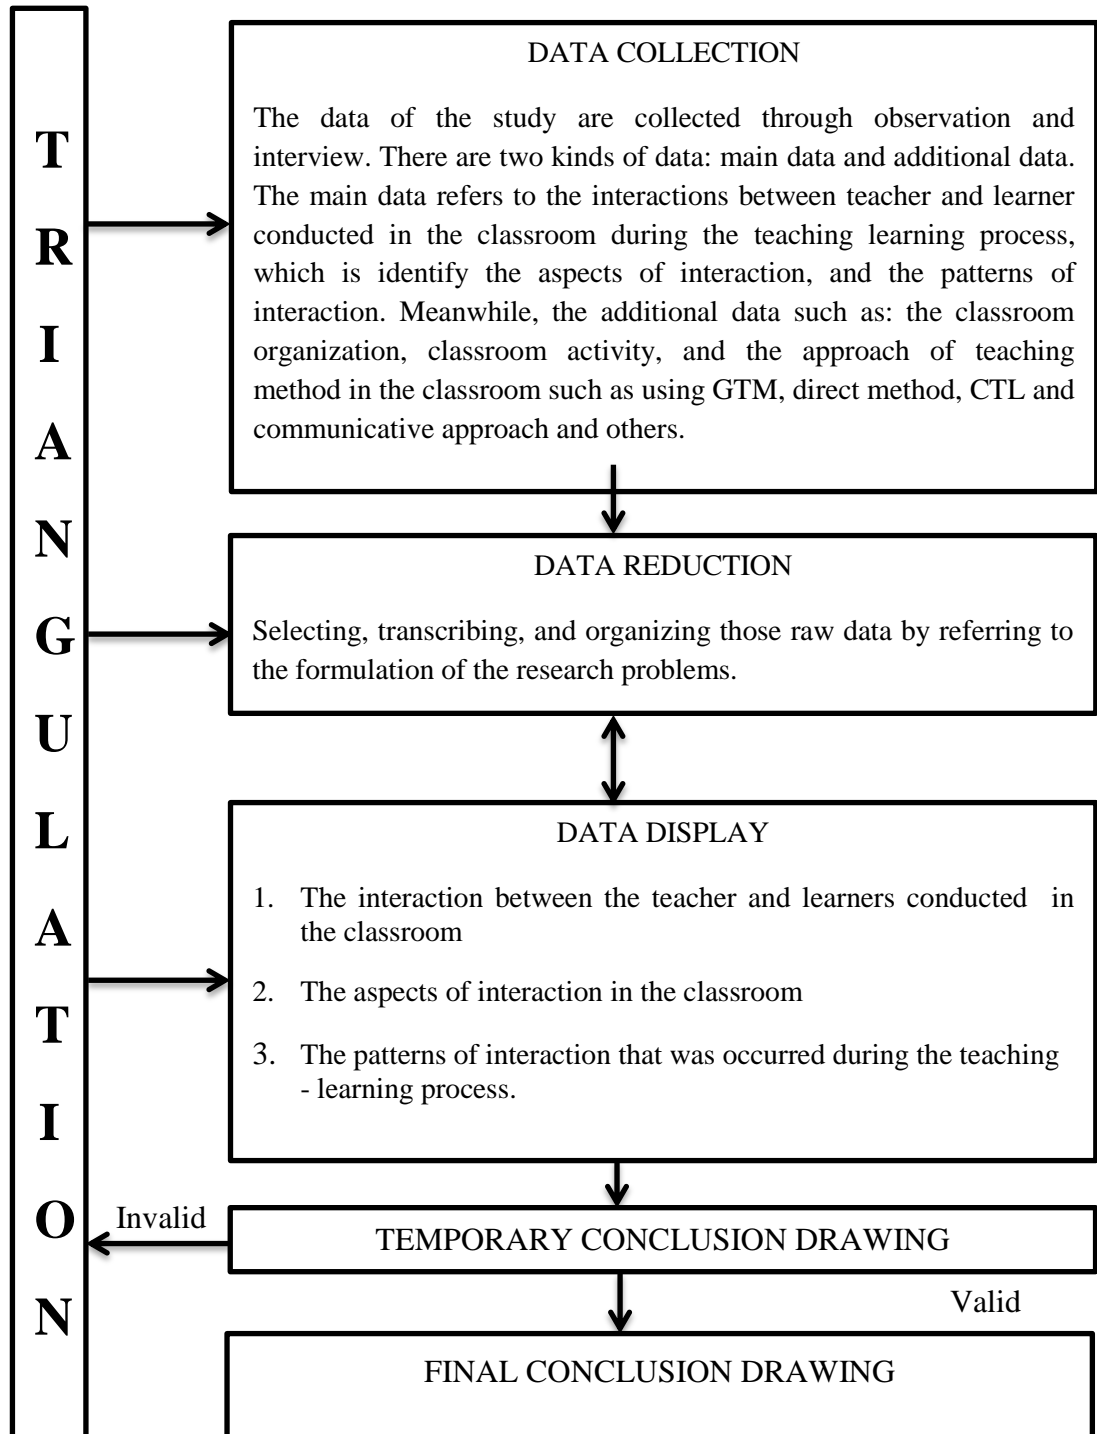 T
R
I
A
N
G
U
L
A
T
I
O
N
DATA COLLECTION
The data of the study are collected through observation and
interview. There are two kinds of data: main data and additional data.
The main data refers to the interactions between teacher and learner
conducted in the classroom during the teaching learning process,
which is identify the aspects of interaction, and the patterns of
interaction. Meanwhile, the additional data such as: the classroom
organization, classroom activity, and the approach of teaching
method in the classroom such as using GTM, direct method, CTL and
communicative approach and others.
DATA REDUCTION
Selecting, transcribing, and organizing those raw data by referring to
the formulation of the research problems.
DATA DISPLAY
1. The interaction between the teacher and learners conducted in
the classroom
2. The aspects of interaction in the classroom
3. The patterns of interaction that was occurred during the teaching
- learning process.
Invalid
TEMPORARY CONCLUSION DRAWING
Valid
FINAL CONCLUSION DRAWING